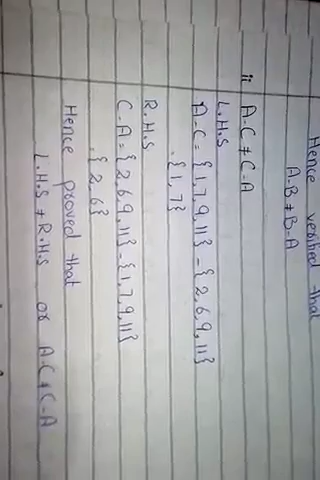 Hence verified that
A-B ≠ B-A
ii A-C ≠ C-A
L.H.S
A-C = {1,7,9,11} - {2,6,9,11}
. {1,7}
R.H.S
C-A = {2,6,9,11} - {1,7,9,11}
. {2,6}
Hence proved that
L.H.S ≠ R.H.S or A-C ≠ C-A